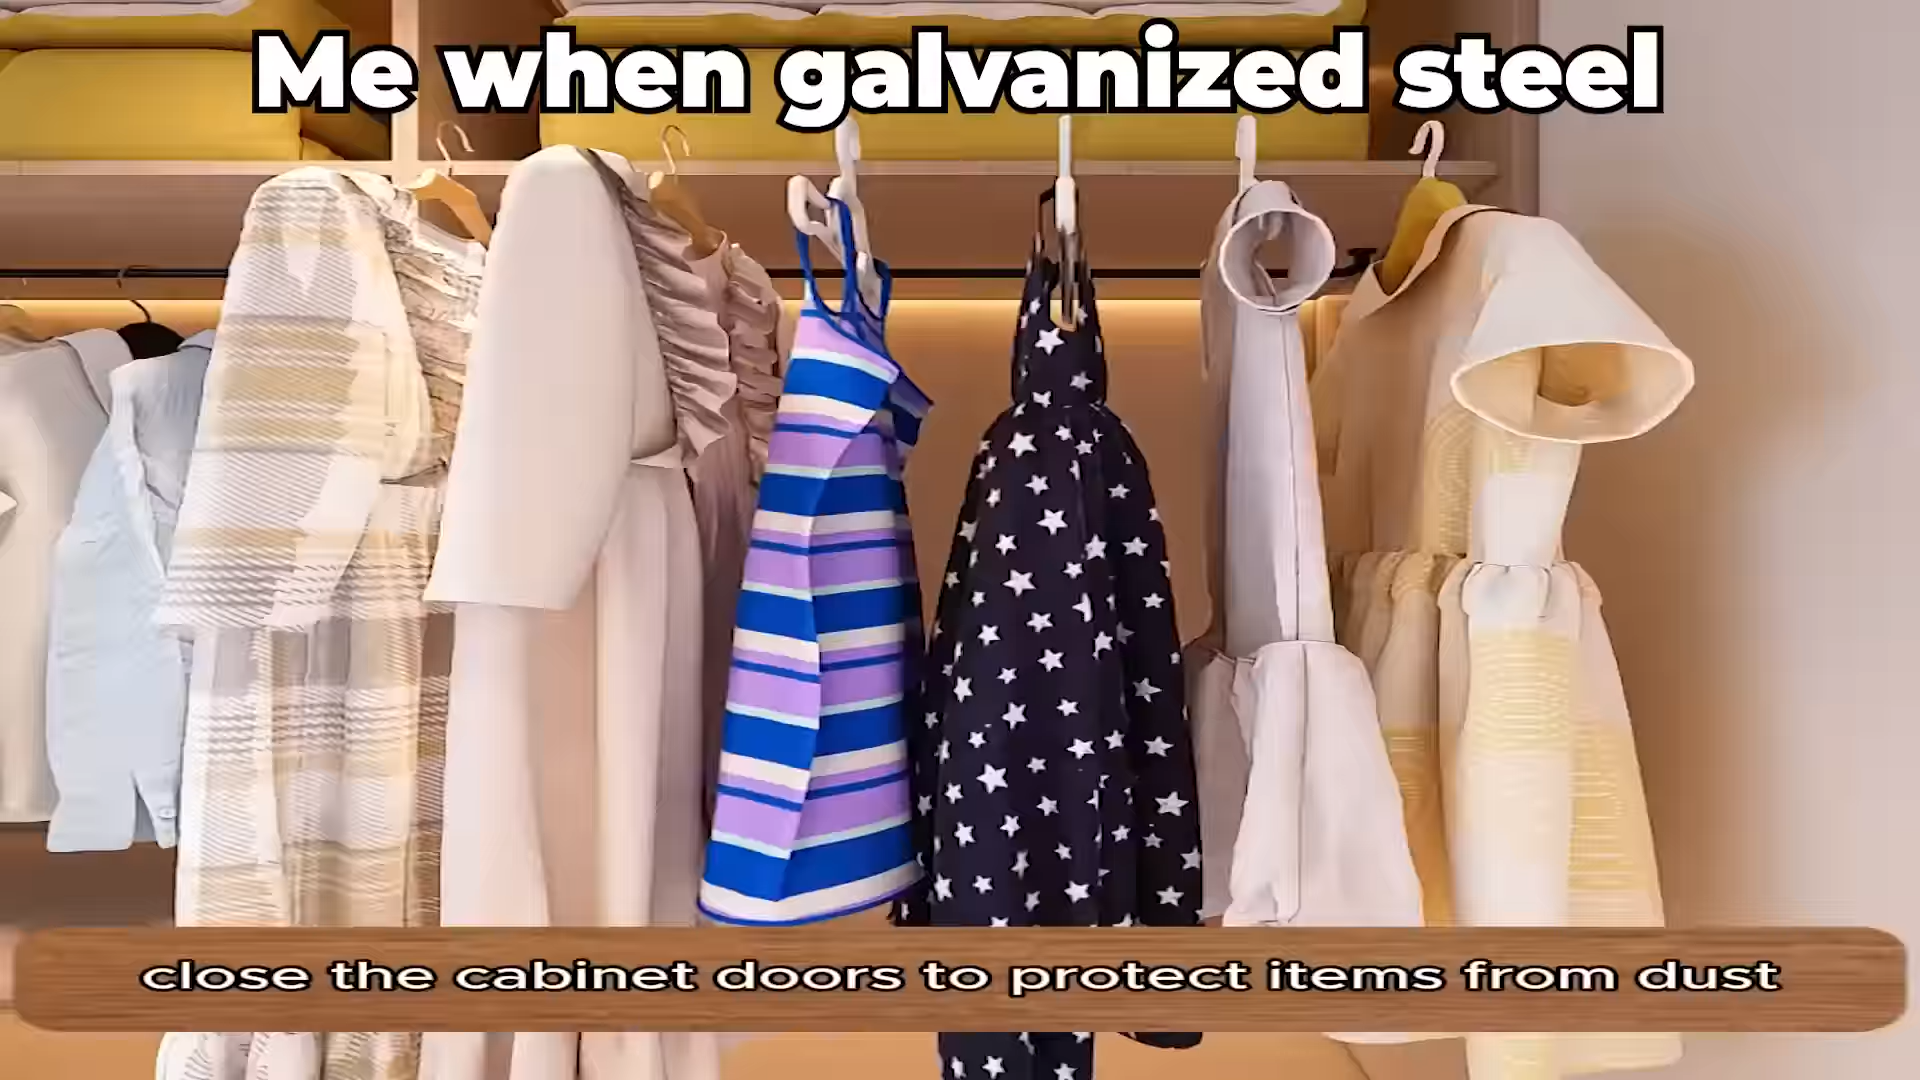 Me when galvanized steel
close the cabinet doors to protect items from dust